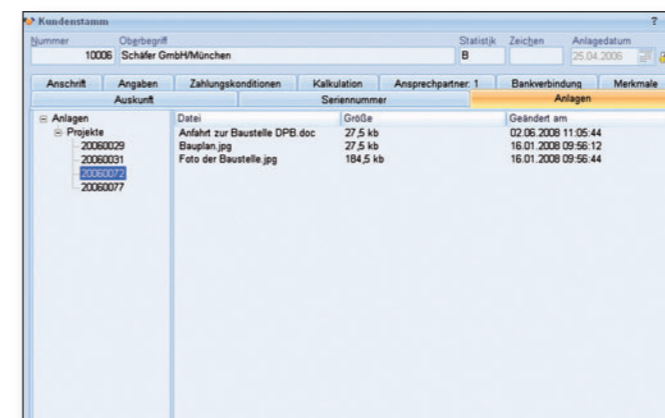 Kundenstamm ?
Nummer Oberbegriff Statistik Zeichen Anlagedatum
10006 Schäfer GmbH/München B 25.04.2006
Anschrift Angaben Zahlungskonditionen Kalkulation Ansprechpartner: 1 Bankverbindung Merkmale
Auskunft Seriennummer Anlagen
Anlagen
Projekte
20060029
20060031
20060072
20060077
Datei Größe Geändert am
Anfahrt zur Baustelle DPB.doc 27,5 kb 02.06.2008 11:05:44
Bauplan.jpg 27,5 kb 16.01.2008 09:56:12
Foto der Baustelle.jpg 184,5 kb 16.01.2008 09:56:44